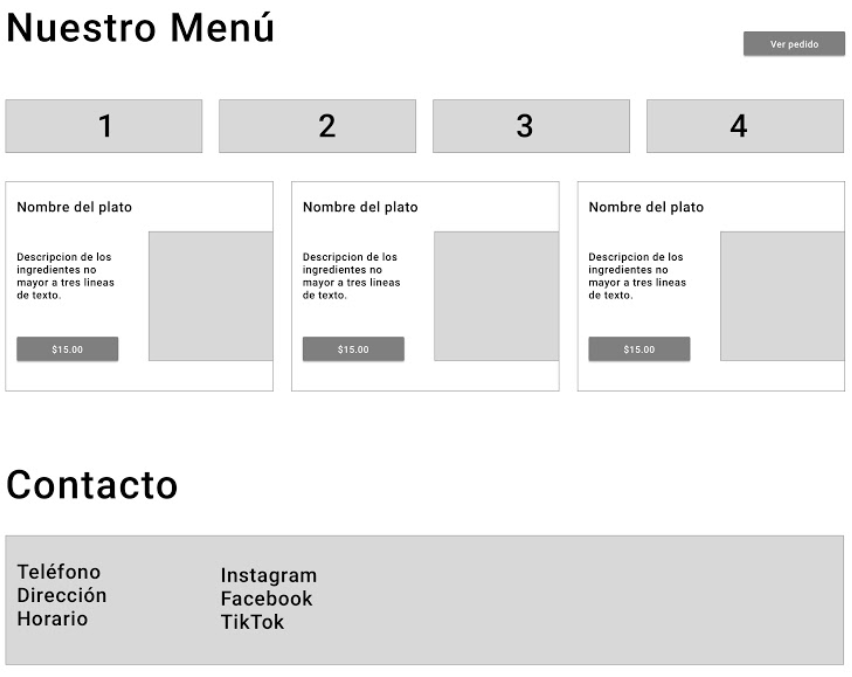 Nuestro Menú
Ver pedido
1
2
3
4
Nombre del plato
Descripcion de los
ingredientes no
mayor a tres lineas
de texto.
$15.00
Nombre del plato
Descripcion de los
ingredientes no
mayor a tres lineas
de texto.
$15.00
Nombre del plato
Descripcion de los
ingredientes no
mayor a tres lineas
de texto.
$15.00
Contacto
Teléfono
Dirección
Horario
Instagram
Facebook
TikTok